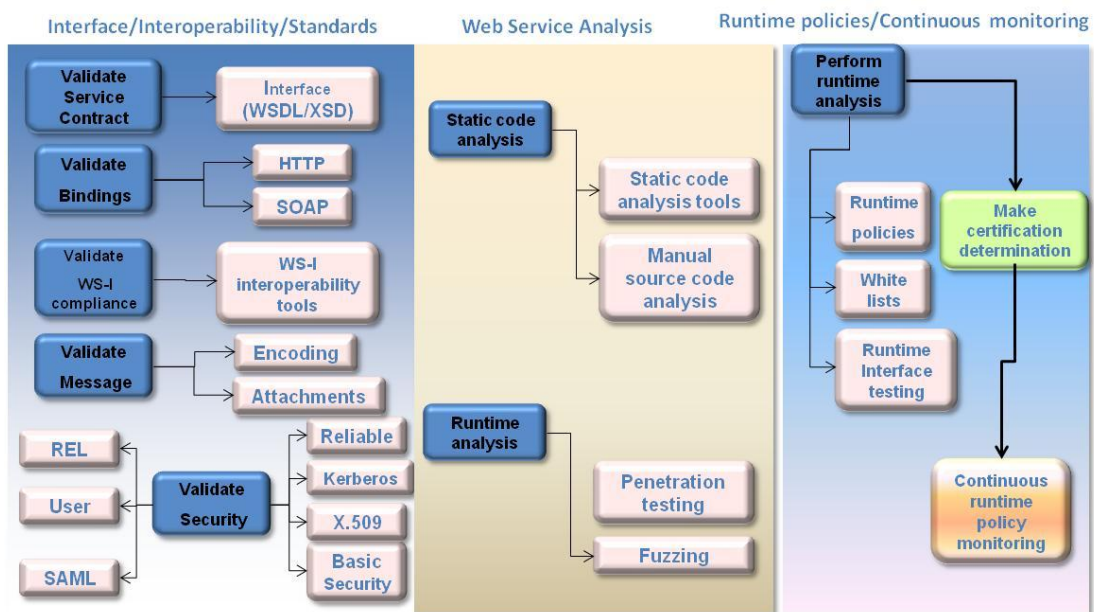 Interface/Interoperability/Standards
Validate
Service
Contract
Interface
(WSDL/XSD)
Validate
Bindings
HTTP
SOAP
Validate
WS-I
compliance
WS-I
interoperability
tools
Validate
Message
Encoding
Attachments
REL
User
SAML
Validate
Security
Reliable
Kerberos
X.509
Basic
Security
Web Service Analysis
Static code
analysis
Static code
analysis tools
Manual
source code
analysis
Runtime
analysis
Penetration
testing
Fuzzing
Runtime policies/Continuous monitoring
Perform
runtime
analysis
Runtime
policies
White
lists
Runtime
Interface
testing
Make
certification
determination
Continuous
runtime
policy
monitoring